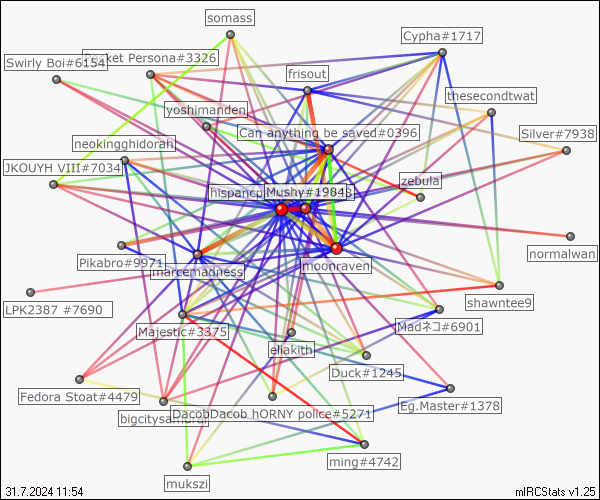 somass
Cypha#1717
Swirly Boi#6154
Pocket Persona#3326
frisout
thesecondtwat
yoshimanden
Can anything be saved#0396
Silver#7938
neokingghidorah
JKOUYH VIII#7034
zebula
Mushy#1984
normalwan
Pikabro#9971
marcemadness
moonraven
LPK2387 #7690
shawntee9
Majestic#3375
Madネコ#6901
eliakith
Duck#1245
Fedora Stoat#4479
bigcitysamurai
DacobDacob hORNY police#5271
Eg.Master#1378
ming#4742
mukszi
31.7.2024 11:54
mIRCStats v1.25